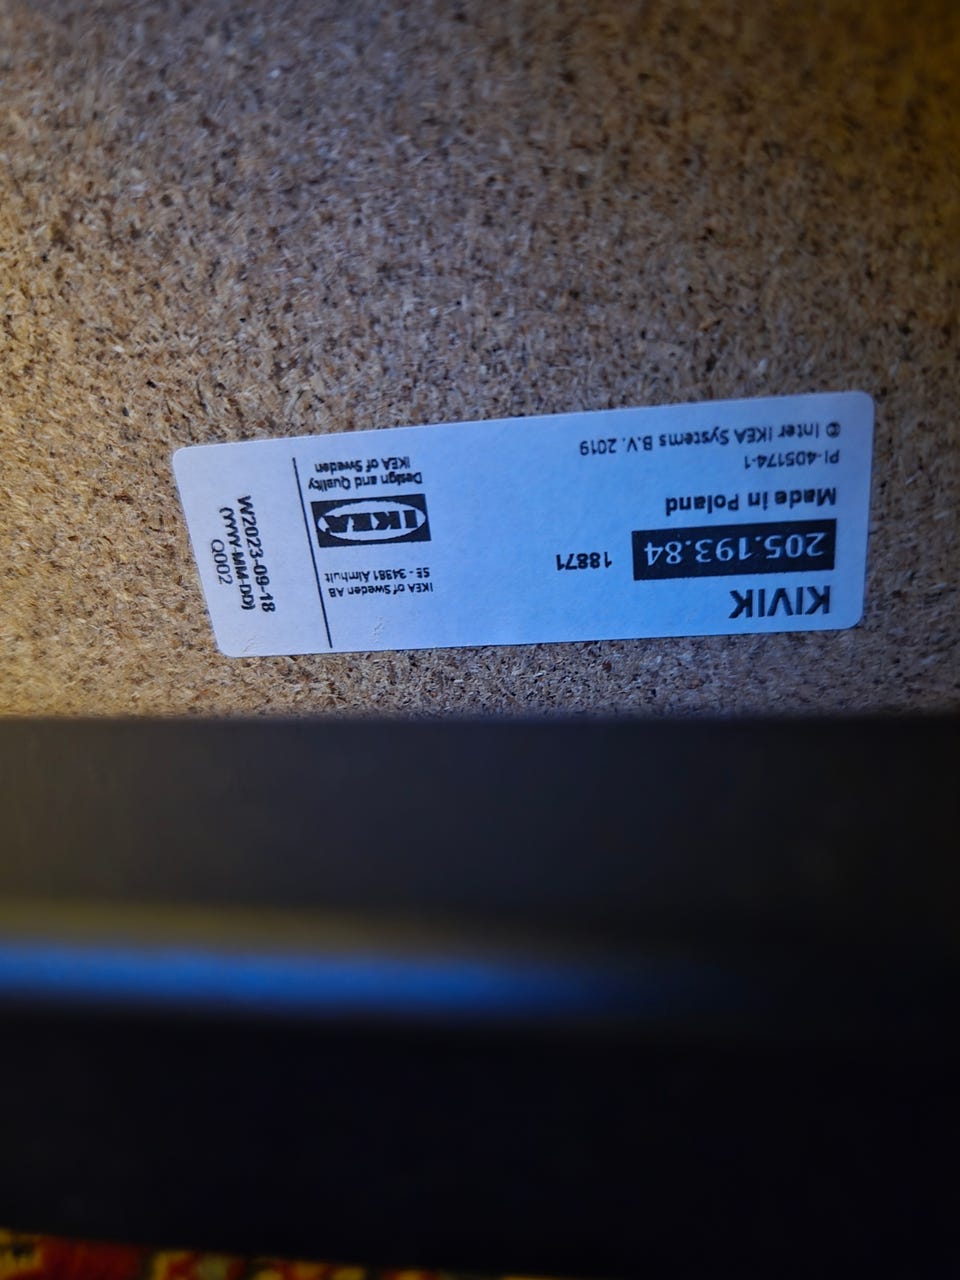 KIVIK
205.193.84
18871
Made in Poland
PI-405174-1
© Inter IKEA Systems B.V. 2019
IKEA of Sweden AB
SE - 34381 Älmhult
IKEA
Design and Quality
IKEA of Sweden
W2023-09-18
(YYYY-MM-DD)
Q002